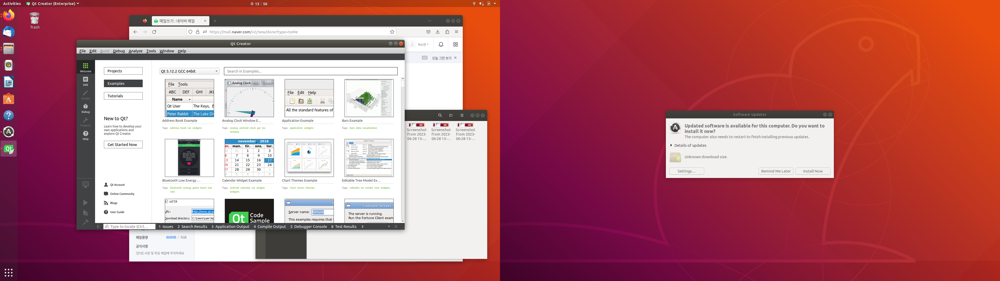 Activities
Qt Creator (Enterprise)
수 13 : 50
Trash
메일쓰기 : 네이버 메일
https://mail.naver.com/v2/new/done?type=toMe
허소연
AD 오늘 그만 보기
Qt Creator
File Edit Build Debug Analyze Tools Window Help
Welcome
Edit
Design
Debug
Projects
Help
Projects
Examples
Tutorials
New to Qt?
Learn how to develop your
own applications and
explore Qt Creator.
Get Started Now
Qt Account
Online Community
Blogs
User Guide
Qt 5.12.2 GCC 64bit
Search in Examples...
File Tools
ABC DEF GHI JKL
Name
Qt User The Keys, B
Peter Rabbit The Lake Dis
Address Book Example
Tags: address book ios widgets
Analog Clock
Analog Clock Window E...
Tags: analog android clock gui ios
window
File Edit Help
All the standard features of
Application Example
Tags: application widgets
Bars Example
Tags: bars data visualization
Bluetooth Low Energy ...
Tags: bluetooth energy game heart low
rate
november 2016
en. man. tir. ons. tor.
30 31 1 2 3
6 7 8 9 10
13 14 15 16 17
20 21 22 23 24
27 28 29 30 1
4 5 6 7 8
Calendar Widget Example
Tags: android calendar ios widget
widgets
Chart Themes Example
Tags: chart charts themes
Editable Tree Model Ex...
Tags: editable ios model tree widgets
HTTP
URL: http://www.qt.io
Download directory: C:\Users\user\Ap
Qt Code
Sample
Server name: fortune
This examples requires that y
Fortune Server
The server is running.
Run the Fortune Client exam
Type to locate (Ctrl...
1 Issues 2 Search Results 3 Application Output 4 Compile Output 5 Debugger Console 8 Test Results
메일용량 866MB / 5GB
공지사항
[안내] 사칭 및 피싱 메일에 주의하세요
Screenshot
from 2023-
06-28 13-...
Screenshot
from 2023-
06-28 13-...
Screenshot
from 2023-
06-28 13-...
Software Updater
Updated software is available for this computer. Do you want to
install it now?
The computer also needs to restart to finish installing previous updates.
Details of updates
Unknown download size.
Settings...
Remind Me Later
Install Now